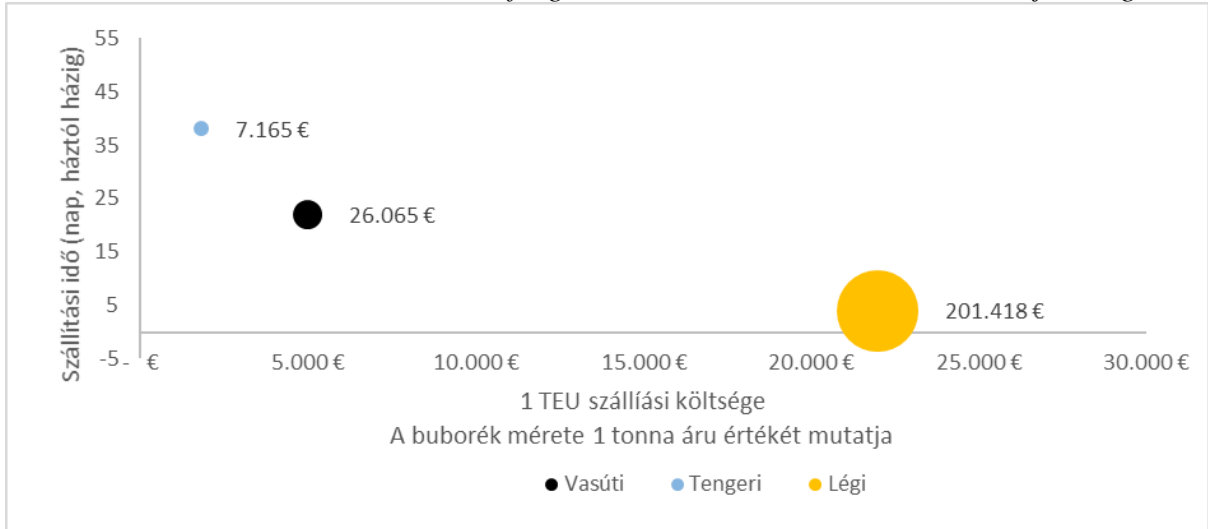 55
45
35
25
15
5
-5
Szállítási idő (nap, háztól házig)
7.165 €
26.065 €
201.418 €
- €
5.000 €
10.000 €
15.000 €
20.000 €
25.000 €
30.000 €
1 TEU szállíási költsége
A buborék mérete 1 tonna áru értékét mutatja
Vasúti
Tengeri
Légi